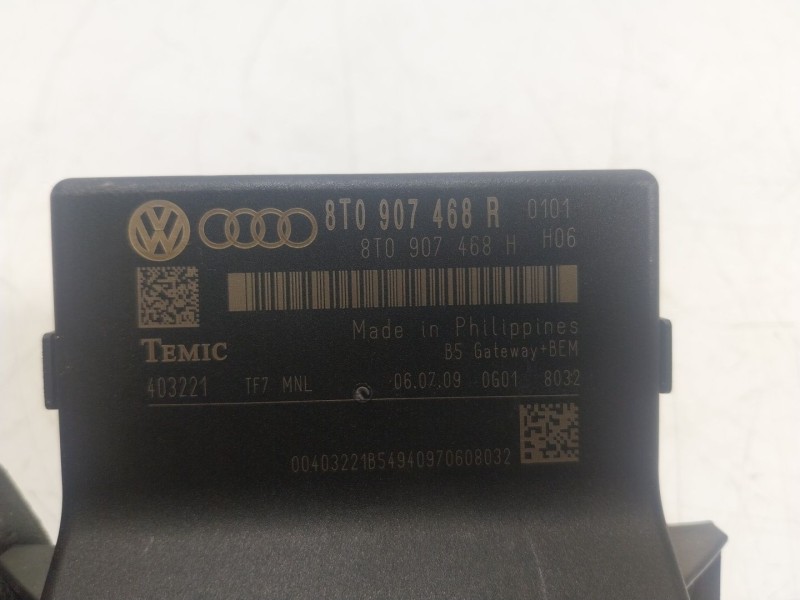 8T0 907 468 R 0101
8T0 907 468 H H06
TEMIC
Made in Philippines
B5 Gateway+BEM
403221 TF7 MNL 06.07.09 0G01 8032
00403221B54940970608032